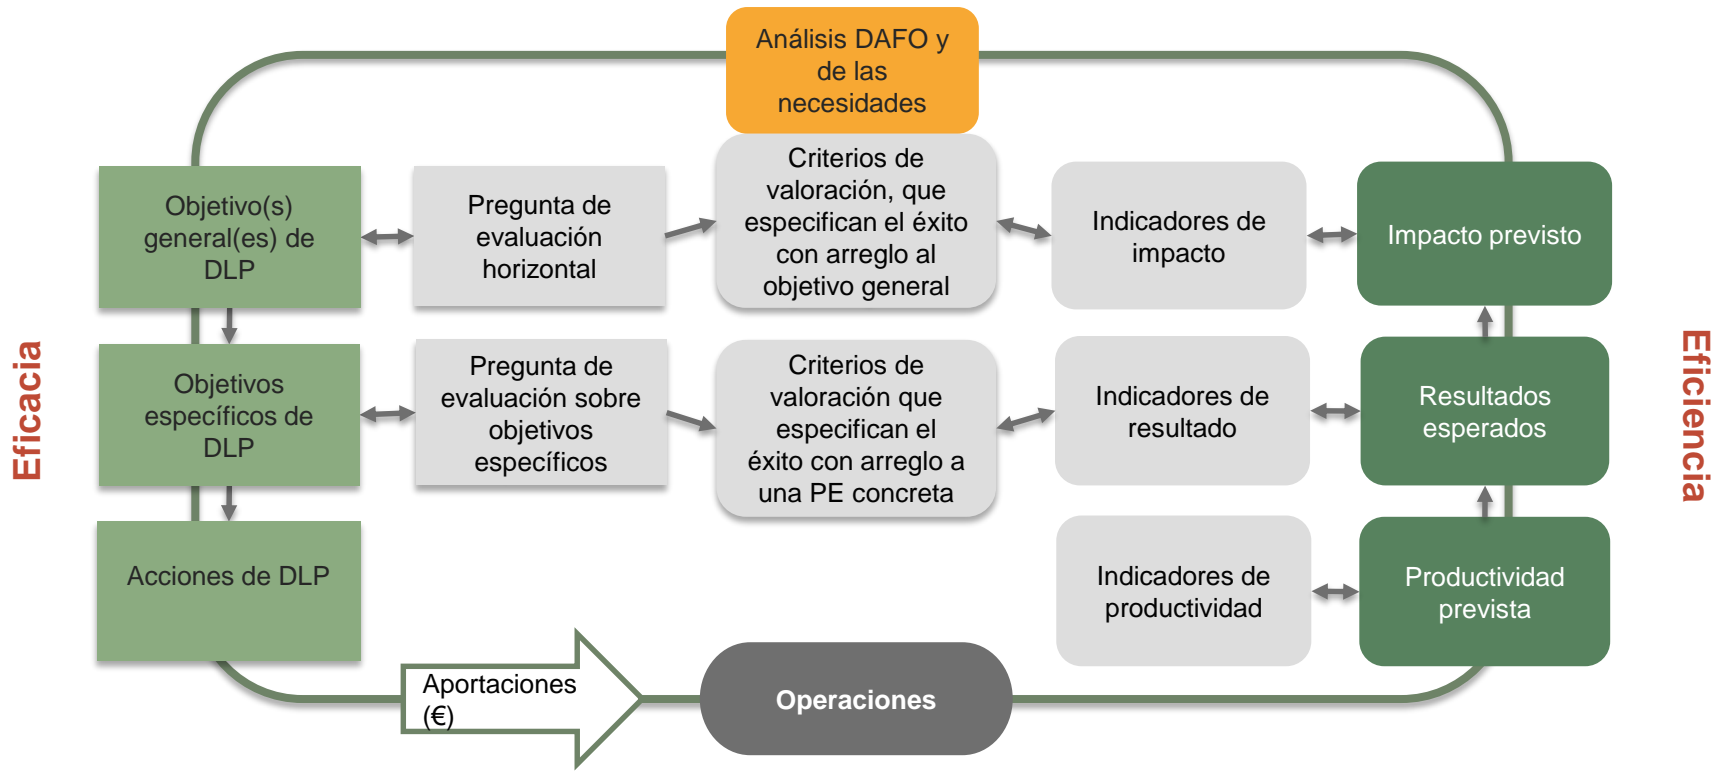 Análisis DAFO y
de las
necesidades
Objetivo(s)
general(es) de
DLP
Pregunta de
evaluación
horizontal
Criterios de
valoración, que
especifican el éxito
con arreglo al
objetivo general
Indicadores de
impacto
Impacto previsto
Eficacia
Eficiencia
Objetivos
específicos de
DLP
Pregunta de
evaluación sobre
objetivos
específicos
Criterios de
valoración que
especifican el
éxito con arreglo a
una PE concreta
Indicadores de
resultado
Resultados
esperados
Acciones de DLP
Indicadores de
productividad
Productividad
prevista
Aportaciones
(€)
Operaciones